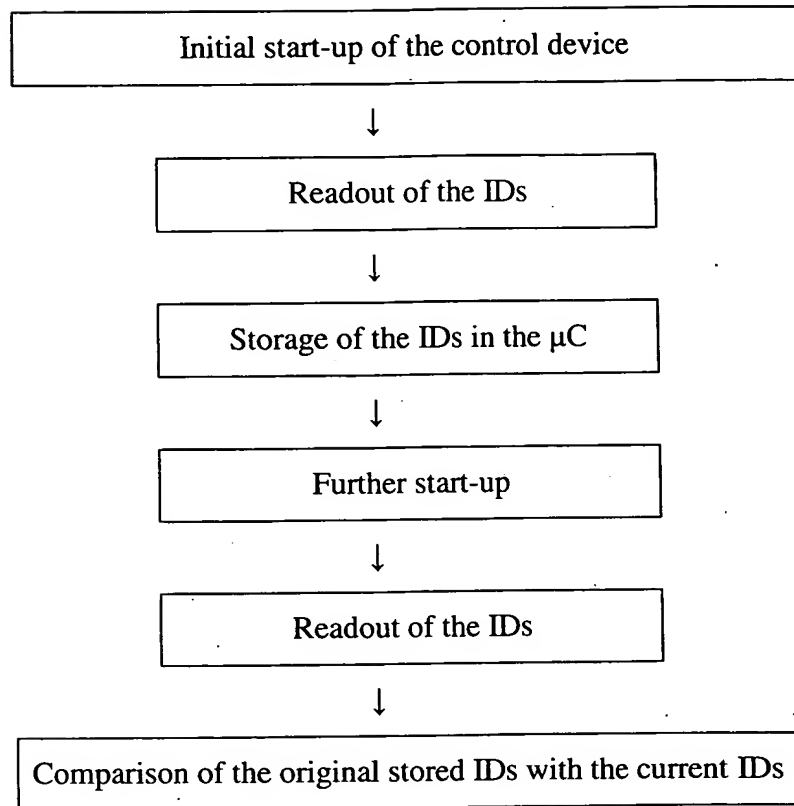 Initial start-up of the control device
↓
Readout of the IDs
↓
Storage of the IDs in the µC
↓
Further start-up
↓
Readout of the IDs
↓
Comparison of the original stored IDs with the current IDs